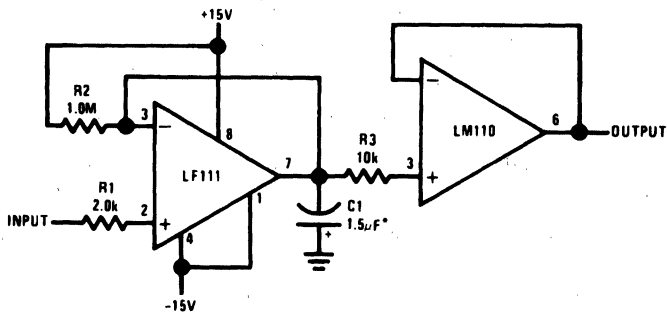 +15V
R2
1.0M
3
−
8
LF111
7
R1
2.0k
INPUT
2
+
4
1
-15V
R3
10k
C1
1.5μF*
+
3
−
+
LM110
6
OUTPUT